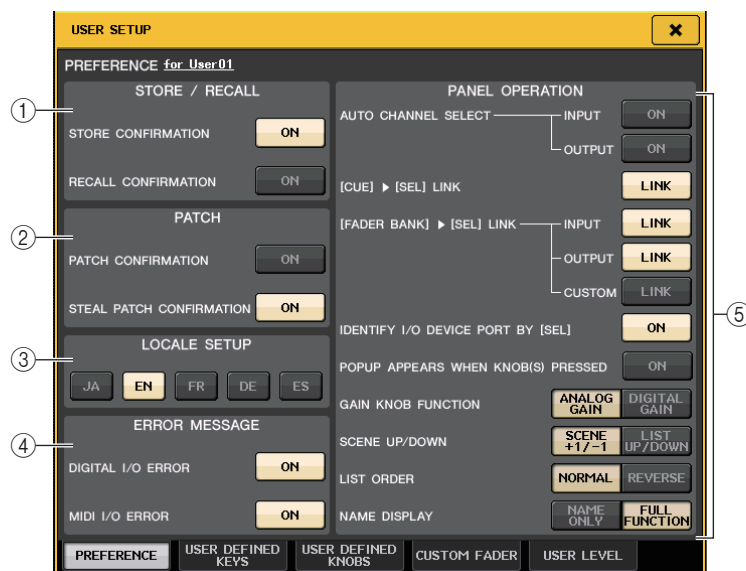 USER SETUP
PREFERENCE for User01
① STORE / RECALL
STORE CONFIRMATION ON
RECALL CONFIRMATION ON
② PATCH
PATCH CONFIRMATION ON
STEAL PATCH CONFIRMATION ON
③ LOCALE SETUP
JA EN FR DE ES
④ ERROR MESSAGE
DIGITAL I/O ERROR ON
MIDI I/O ERROR ON
⑤ PANEL OPERATION
AUTO CHANNEL SELECT INPUT ON
OUTPUT ON
[CUE] ▶ [SEL] LINK LINK
[FADER BANK] ▶ [SEL] LINK INPUT LINK
OUTPUT LINK
CUSTOM LINK
IDENTIFY I/O DEVICE PORT BY [SEL] ON
POPUP APPEARS WHEN KNOB(S) PRESSED ON
GAIN KNOB FUNCTION ANALOG GAIN DIGITAL GAIN
SCENE UP/DOWN SCENE +1/-1 LIST UP/DOWN
LIST ORDER NORMAL REVERSE
NAME DISPLAY NAME ONLY FULL FUNCTION
PREFERENCE USER DEFINED KEYS USER DEFINED KNOBS CUSTOM FADER USER LEVEL